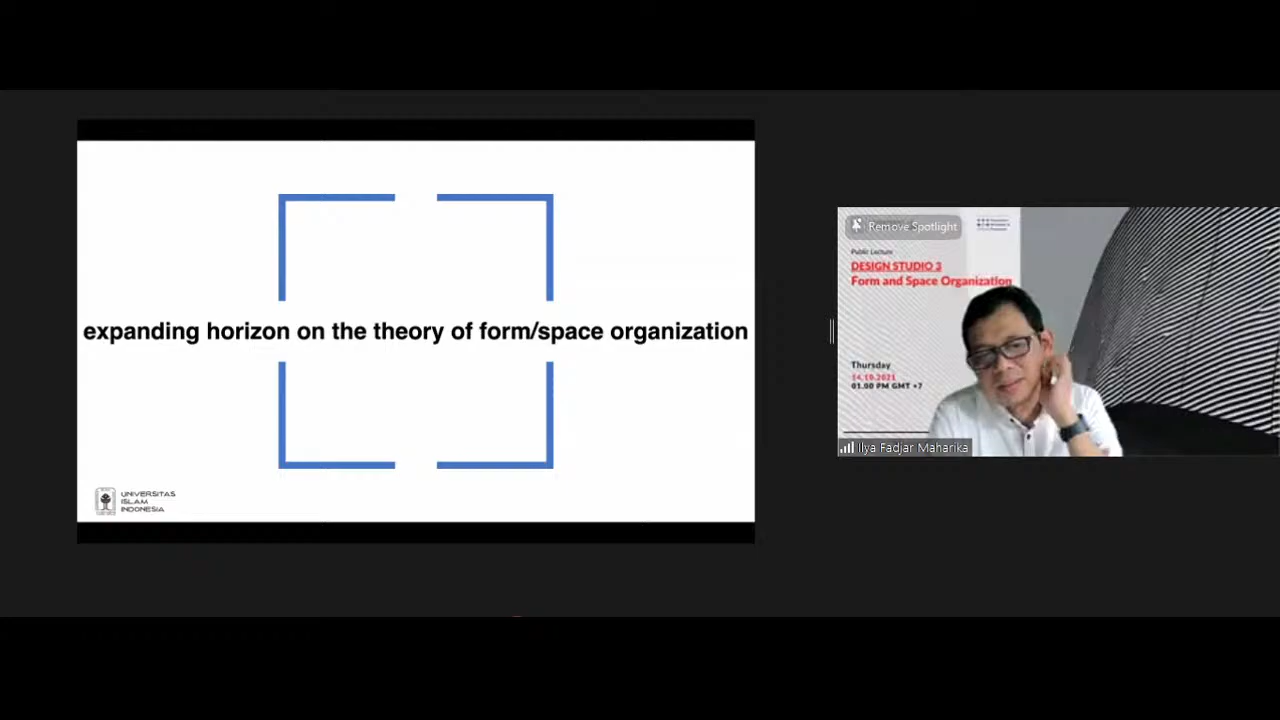 expanding horizon on the theory of form/space organization
UNIVERSITAS
ISLAM
INDONESIA
Remove Spotlight
Public Lecture
DESIGN STUDIO 3
Form and Space Organization
Thursday
14.10.2021
01.00 PM GMT +7
Ilya Fadjar Maharika